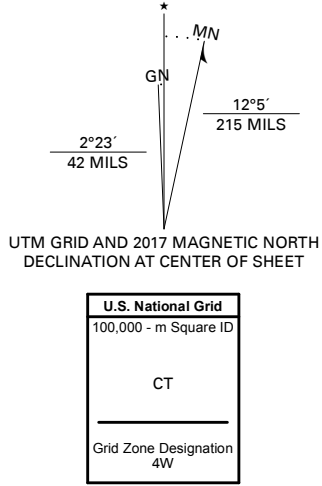 ★
MN
GN
12°5´
215 MILS
2°23´
42 MILS
UTM GRID AND 2017 MAGNETIC NORTH
DECLINATION AT CENTER OF SHEET
U.S. National Grid
100,000 - m Square ID
CT
Grid Zone Designation
4W